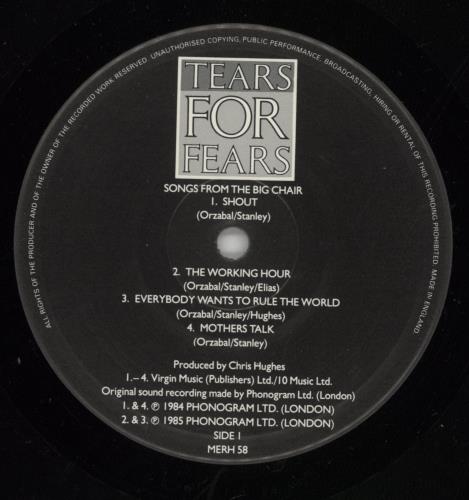 ALL RIGHTS OF THE PRODUCER AND OF THE OWNER OF THE RECORDED WORK RESERVED. UNAUTHORISED COPYING, PUBLIC PERFORMANCE, BROADCASTING, HIRING OR RENTAL OF THIS RECORDING PROHIBITED. MADE IN ENGLAND.
TEARS
FOR
FEARS
SONGS FROM THE BIG CHAIR
1. SHOUT
(Orzabal/Stanley)
2. THE WORKING HOUR
(Orzabal/Stanley/Elias)
3. EVERYBODY WANTS TO RULE THE WORLD
(Orzabal/Stanley/Hughes)
4. MOTHERS TALK
(Orzabal/Stanley)
Produced by Chris Hughes
1.–4. Virgin Music (Publishers) Ltd./10 Music Ltd.
Original sound recording made by Phonogram Ltd. (London)
1. & 4. ℗ 1984 PHONOGRAM LTD. (LONDON)
2. & 3. ℗ 1985 PHONOGRAM LTD. (LONDON)
SIDE 1
MERH 58